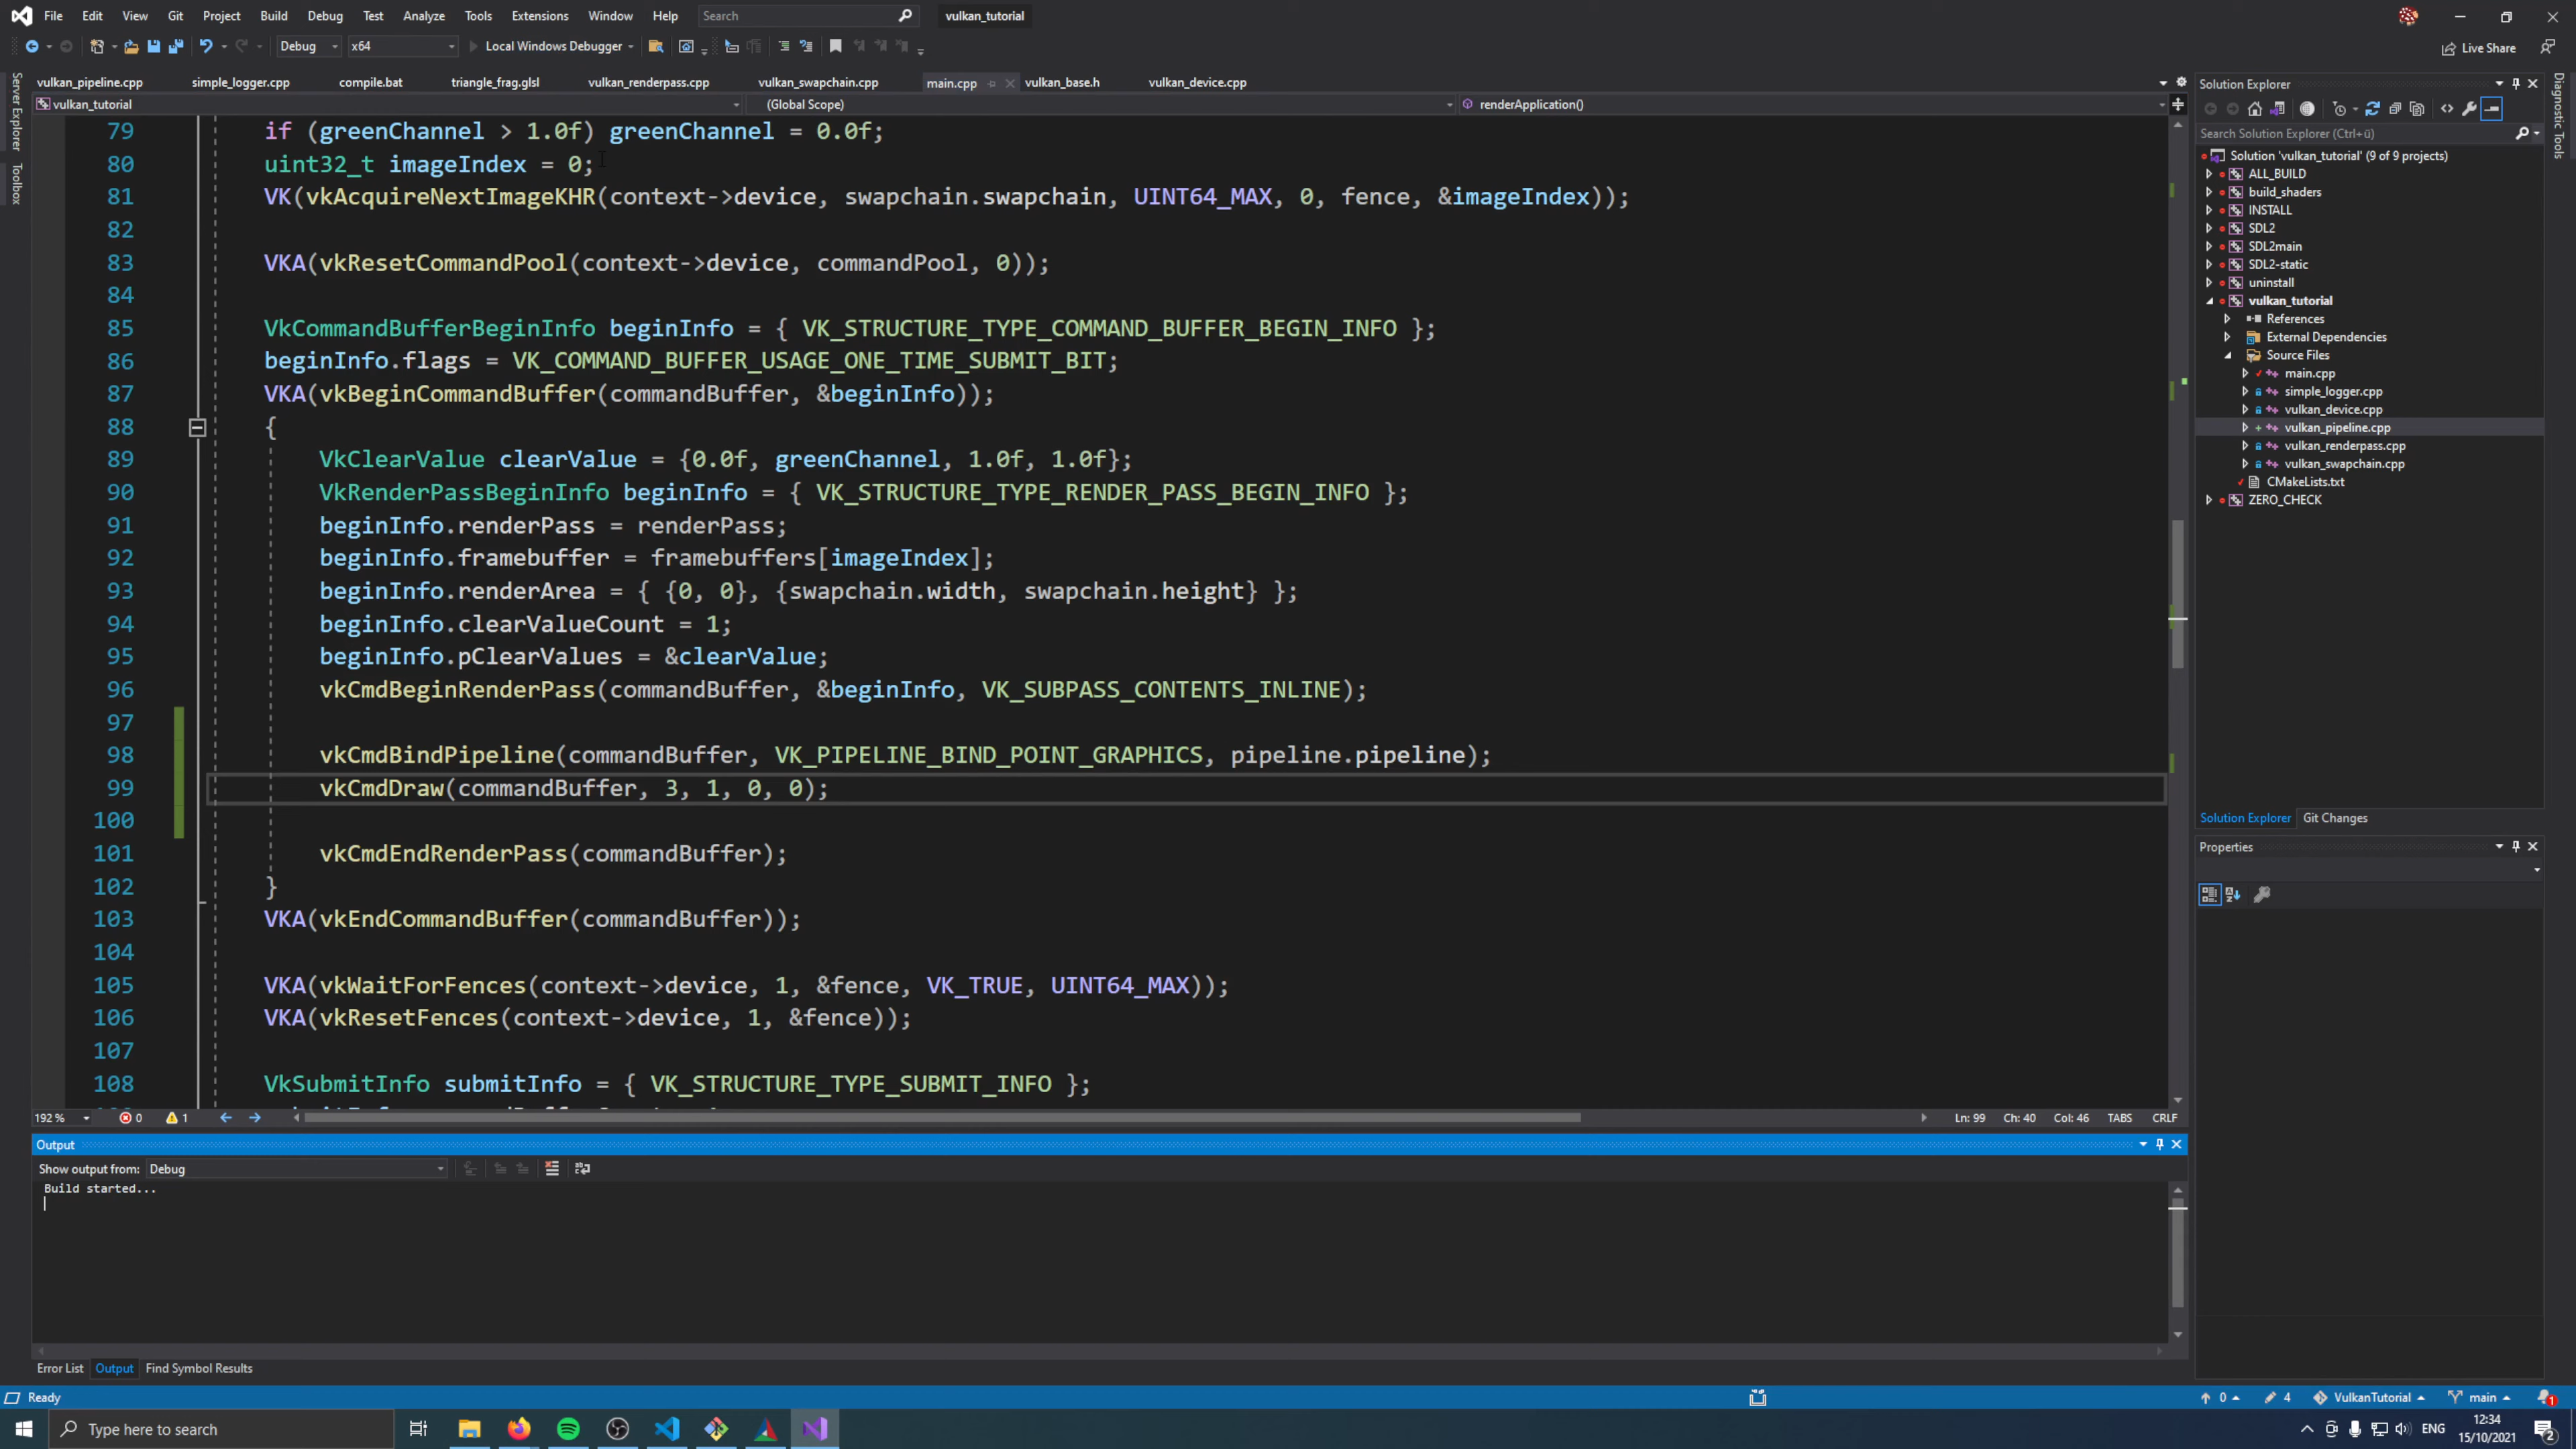 File Edit View Git Project Build Debug Test Analyze Tools Extensions Window Help Search vulkan_tutorial
Debug x64 Local Windows Debugger Live Share
vulkan_pipeline.cpp simple_logger.cpp compile.bat triangle_frag.glsl vulkan_renderpass.cpp vulkan_swapchain.cpp main.cpp vulkan_base.h vulkan_device.cpp
vulkan_tutorial (Global Scope) renderApplication()
79 if (greenChannel > 1.0f) greenChannel = 0.0f;
80 uint32_t imageIndex = 0;
81 VK(vkAcquireNextImageKHR(context->device, swapchain.swapchain, UINT64_MAX, 0, fence, &imageIndex));
82
83 VKA(vkResetCommandPool(context->device, commandPool, 0));
84
85 VkCommandBufferBeginInfo beginInfo = { VK_STRUCTURE_TYPE_COMMAND_BUFFER_BEGIN_INFO };
86 beginInfo.flags = VK_COMMAND_BUFFER_USAGE_ONE_TIME_SUBMIT_BIT;
87 VKA(vkBeginCommandBuffer(commandBuffer, &beginInfo));
88 {
89 VkClearValue clearValue = {0.0f, greenChannel, 1.0f, 1.0f};
90 VkRenderPassBeginInfo beginInfo = { VK_STRUCTURE_TYPE_RENDER_PASS_BEGIN_INFO };
91 beginInfo.renderPass = renderPass;
92 beginInfo.framebuffer = framebuffers[imageIndex];
93 beginInfo.renderArea = { {0, 0}, {swapchain.width, swapchain.height} };
94 beginInfo.clearValueCount = 1;
95 beginInfo.pClearValues = &clearValue;
96 vkCmdBeginRenderPass(commandBuffer, &beginInfo, VK_SUBPASS_CONTENTS_INLINE);
97
98 vkCmdBindPipeline(commandBuffer, VK_PIPELINE_BIND_POINT_GRAPHICS, pipeline.pipeline);
99 vkCmdDraw(commandBuffer, 3, 1, 0, 0);
100
101 vkCmdEndRenderPass(commandBuffer);
102 }
103 VKA(vkEndCommandBuffer(commandBuffer));
104
105 VKA(vkWaitForFences(context->device, 1, &fence, VK_TRUE, UINT64_MAX));
106 VKA(vkResetFences(context->device, 1, &fence));
107
108 VkSubmitInfo submitInfo = { VK_STRUCTURE_TYPE_SUBMIT_INFO };
192 % 0 1 Ln: 99 Ch: 40 Col: 46 TABS CRLF
Output
Show output from: Debug
Build started...
Error List Output Find Symbol Results
Server Explorer
Toolbox
Solution Explorer
Search Solution Explorer (Ctrl+ü)
Solution 'vulkan_tutorial' (9 of 9 projects)
ALL_BUILD
build_shaders
INSTALL
SDL2
SDL2main
SDL2-static
uninstall
vulkan_tutorial
References
External Dependencies
Source Files
main.cpp
simple_logger.cpp
vulkan_device.cpp
vulkan_pipeline.cpp
vulkan_renderpass.cpp
vulkan_swapchain.cpp
CMakeLists.txt
ZERO_CHECK
Solution Explorer Git Changes
Properties
Diagnostic Tools
Ready 0 4 VulkanTutorial main 1
Type here to search ENG 12:34
15/10/2021 2